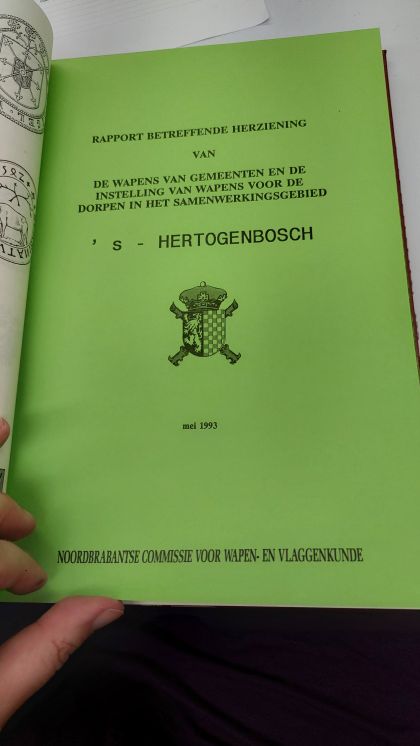 RAPPORT BETREFFENDE HERZIENING
VAN
DE WAPENS VAN GEMEENTEN EN DE
INSTELLING VAN WAPENS VOOR DE
DORPEN IN HET SAMENWERKINGSGEBIED
's - HERTOGENBOSCH
mei 1993
NOORDBRABANTSE COMMISSIE VOOR WAPEN- EN VLAGGENKUNDE